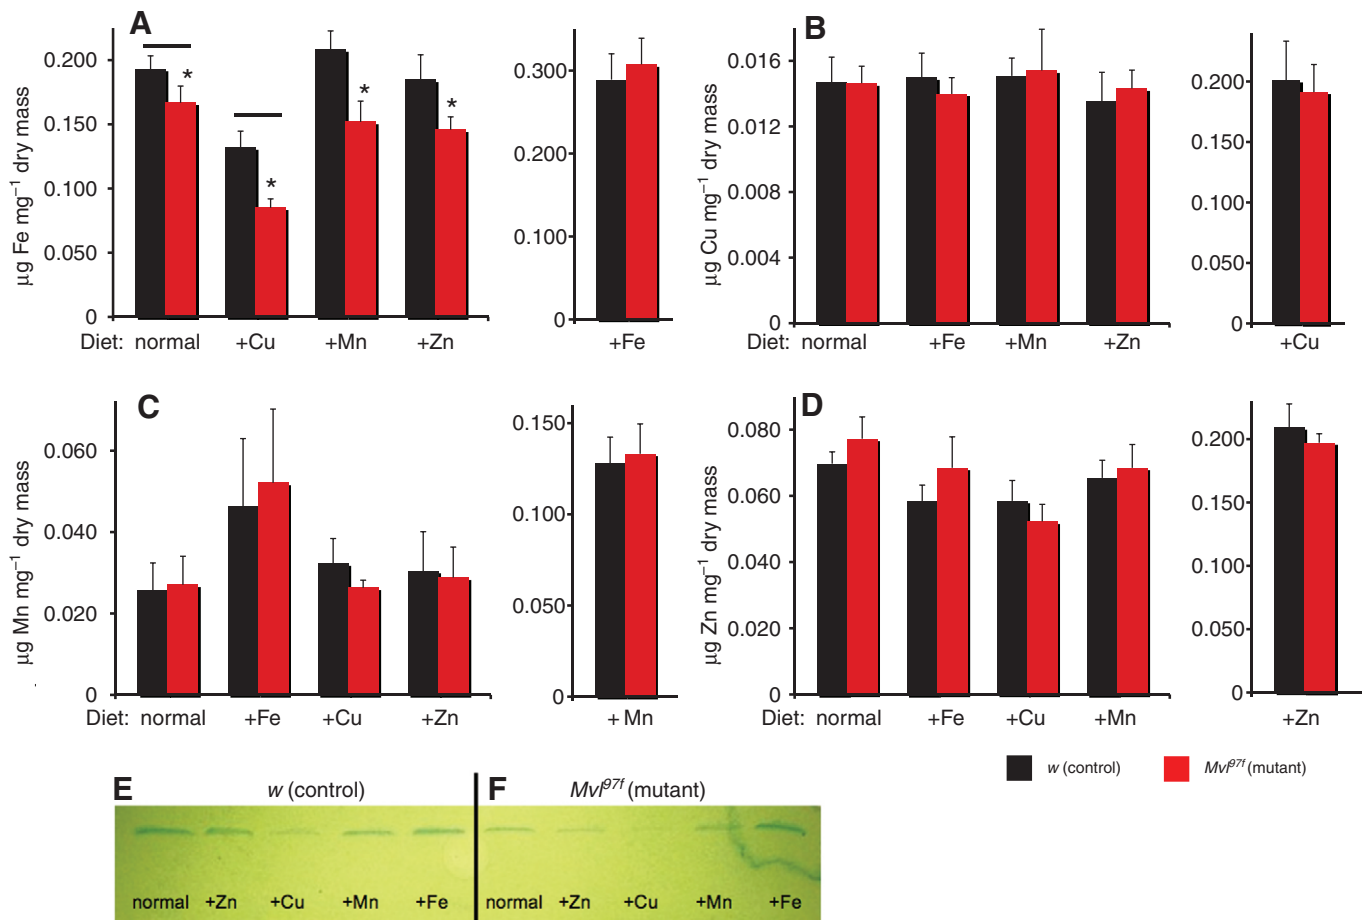 A
µg Fe mg–1 dry mass
0.200
0.150
0.100
0.050
0
* * * *
Diet: normal +Cu +Mn +Zn
0.300
0.200
0.100
0
+Fe
B
µg Cu mg–1 dry mass
0.016
0.012
0.008
0.004
0
Diet: normal +Fe +Mn +Zn
0.200
0.150
0.100
0.050
0
+Cu
C
µg Mn mg–1 dry mass
0.060
0.040
0.020
0
Diet: normal +Fe +Cu +Zn
0.150
0.100
0.050
0
+ Mn
D
µg Zn mg–1 dry mass
0.080
0.060
0.040
0.020
0
Diet: normal +Fe +Cu +Mn
0.200
0.150
0.100
0.050
0
+Zn
w (control) Mvl97f (mutant)
E w (control)
normal +Zn +Cu +Mn +Fe
F Mvl97f (mutant)
normal +Zn +Cu +Mn +Fe